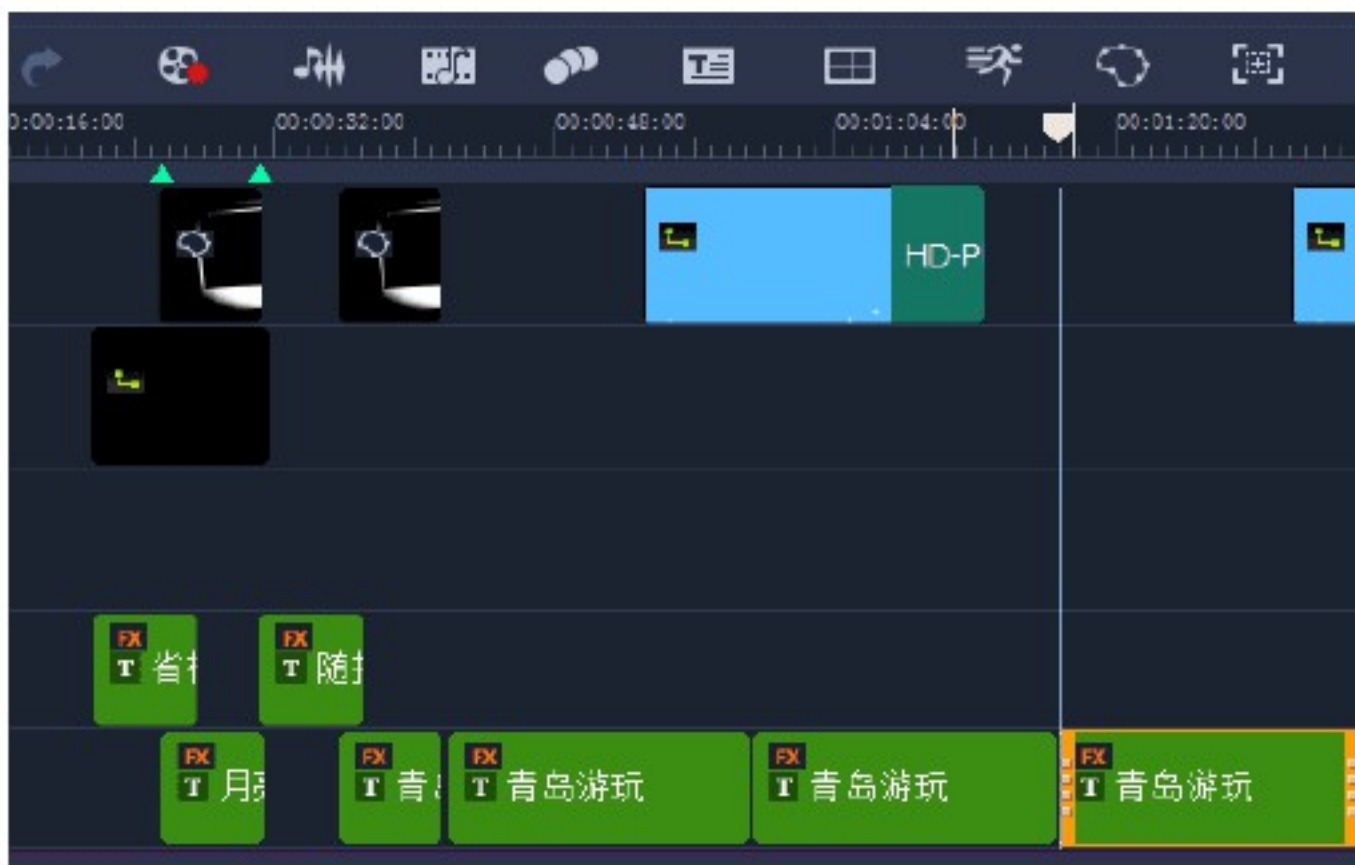 0:00:16:00 00:00:32:00 00:00:48:00 00:01:04:00 00:01:20:00
HD-P
FX FX
T 省 T 随
FX FX FX FX FX
T 月 T 青 T 青岛游玩 T 青岛游玩 T 青岛游玩